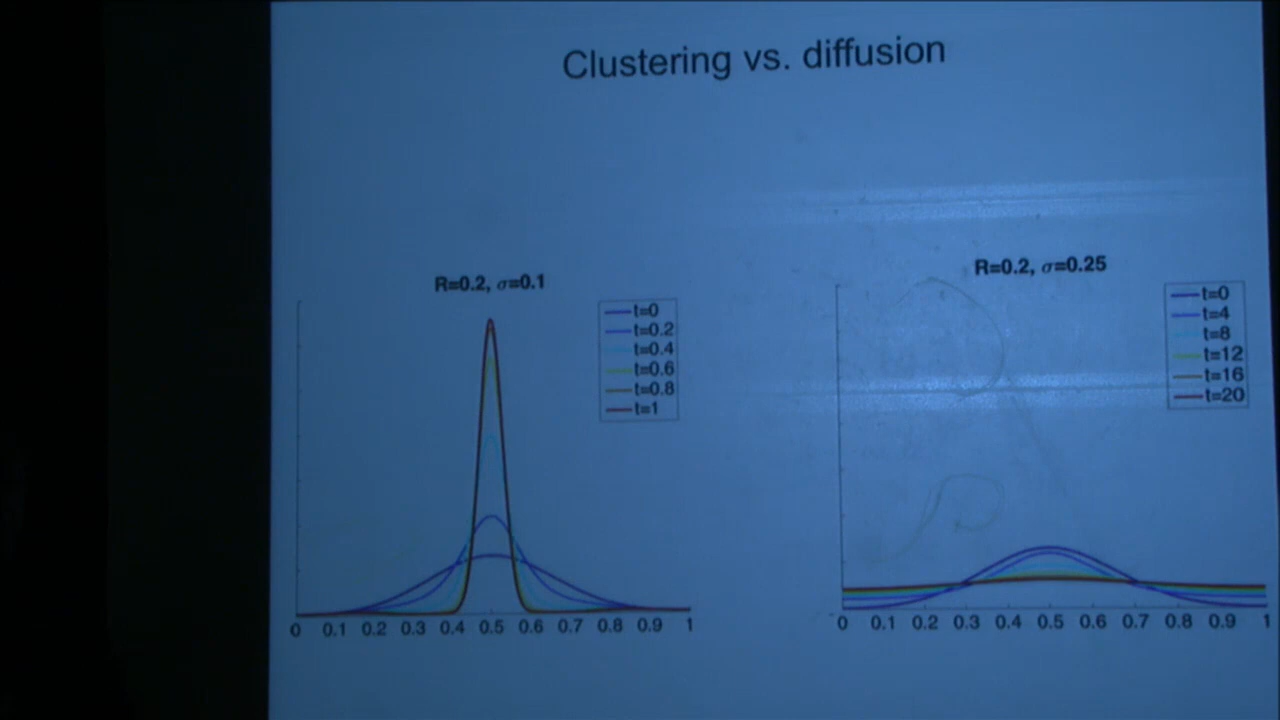 Clustering vs. diffusion
R=0.2, σ=0.1
t=0
t=0.2
t=0.4
t=0.6
t=0.8
t=1
0 0.1 0.2 0.3 0.4 0.5 0.6 0.7 0.8 0.9 1
R=0.2, σ=0.25
t=0
t=4
t=8
t=12
t=16
t=20
0 0.1 0.2 0.3 0.4 0.5 0.6 0.7 0.8 0.9 1